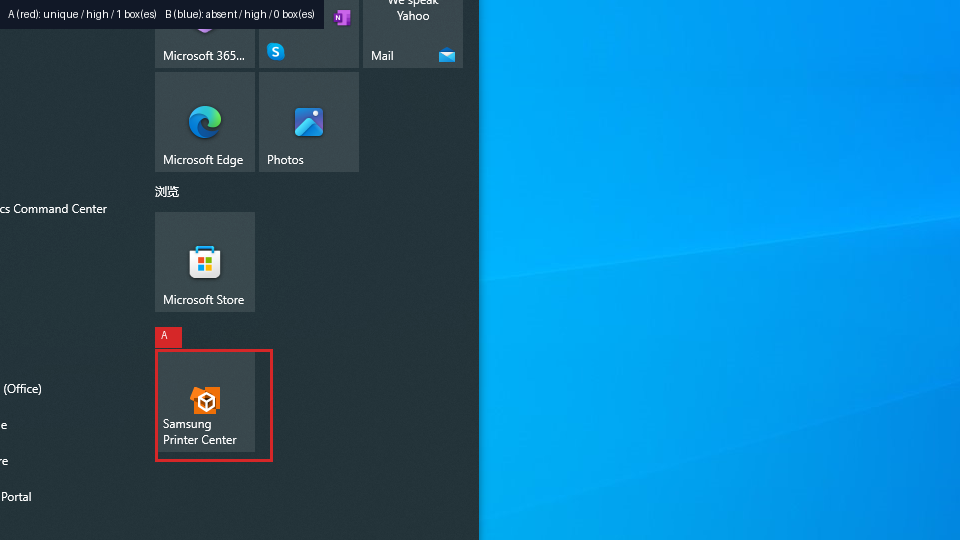 A (red): unique / high / 1 box(es) B (blue): absent / high / 0 box(es)
We speak
Yahoo
Microsoft 365...
Mail
Microsoft Edge
Photos
浏览
cs Command Center
Microsoft Store
A
(Office)
Samsung
Printer Center
e
re
Portal